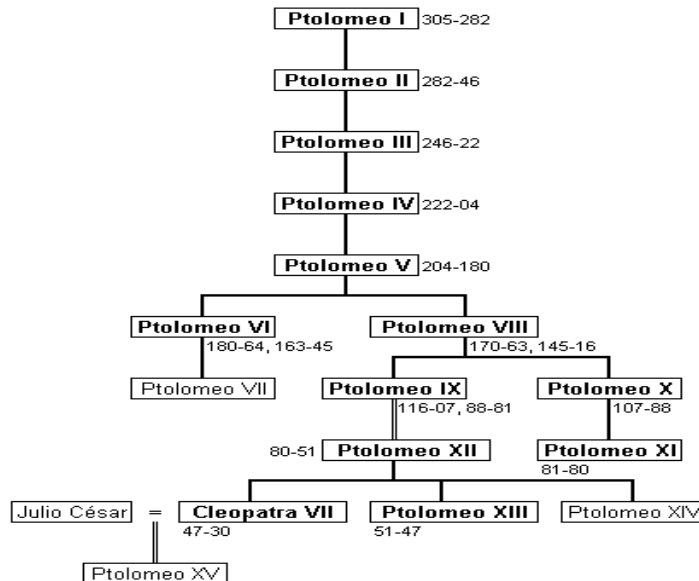 Ptolomeo I 305-282
Ptolomeo II 282-46
Ptolomeo III 246-22
Ptolomeo IV 222-04
Ptolomeo V 204-180
Ptolomeo VI Ptolomeo VIII
180-64, 163-45 170-63, 145-16
Ptolomeo VII Ptolomeo IX Ptolomeo X
116-07, 88-81 107-88
80-51 Ptolomeo XII Ptolomeo XI
81-80
Julio César = Cleopatra VII Ptolomeo XIII Ptolomeo XIV
47-30 51-47
Ptolomeo XV